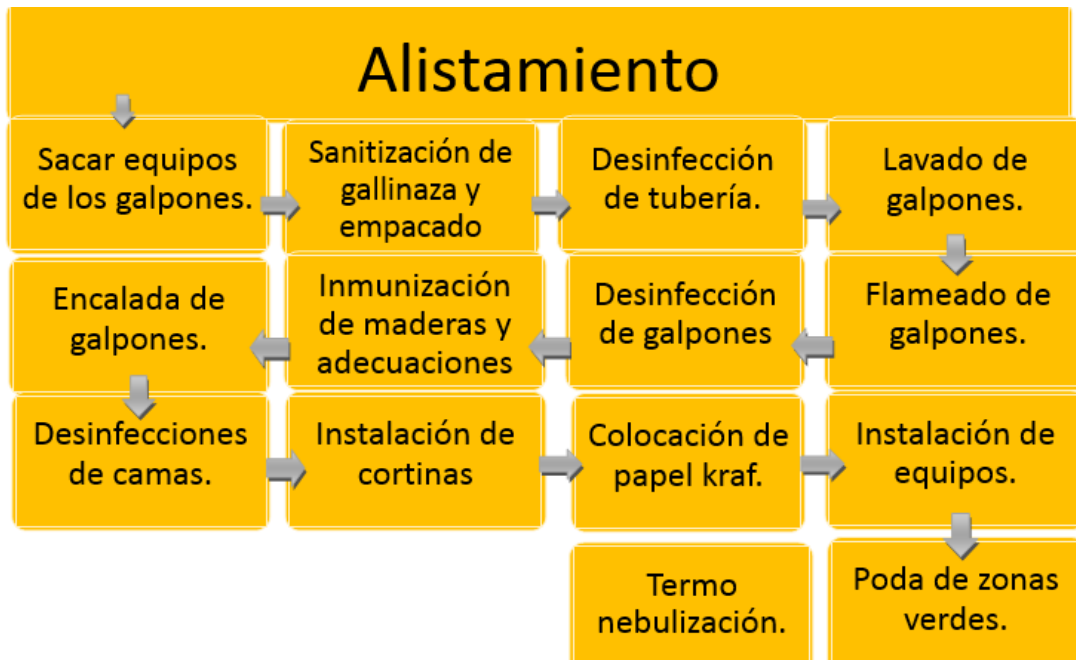 Alistamiento
Sacar equipos
de los galpones.
Sanitización de
gallinaza y
empacado
Desinfección
de tubería.
Lavado de
galpones.
Flameado de
galpones.
Desinfección
de galpones
Inmunización
de maderas y
adecuaciones
Encalada de
galpones.
Desinfecciones
de camas.
Instalación de
cortinas
Colocación de
papel kraf.
Instalación de
equipos.
Poda de zonas
verdes.
Termo
nebulización.